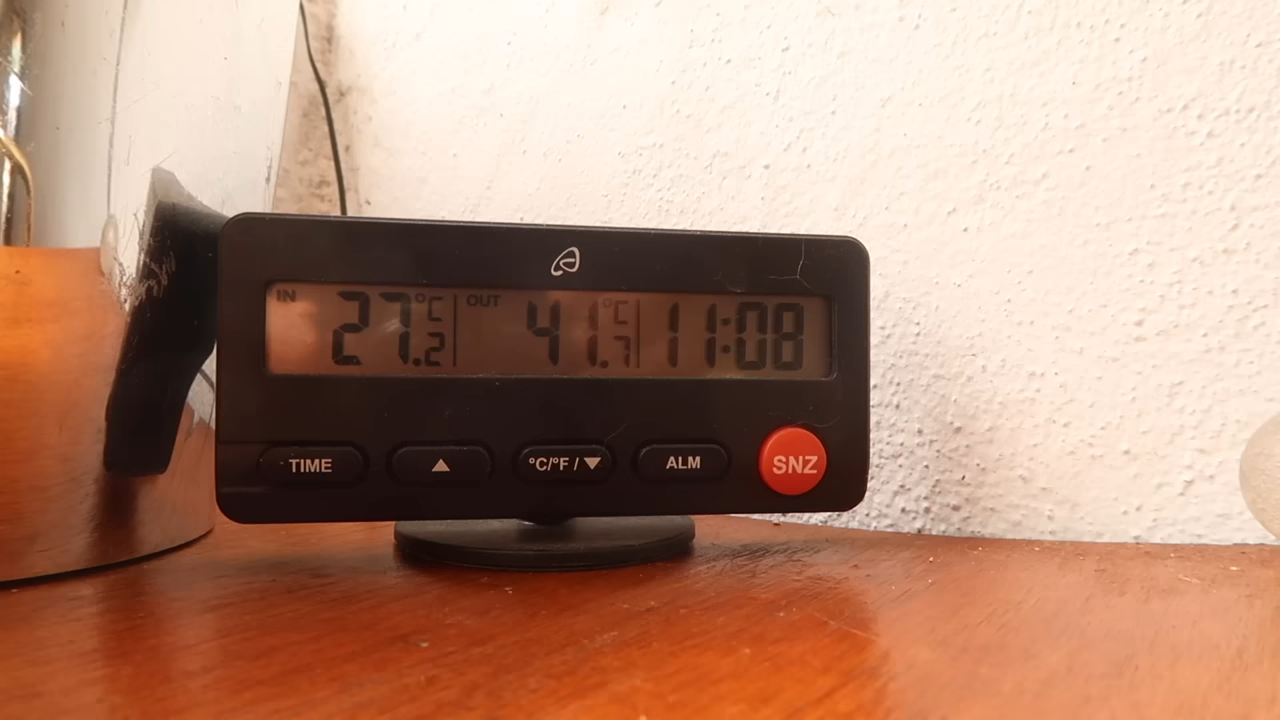 IN 27.2 °C OUT 41.7 °C 11:08
TIME ▲ °C/°F / ▼ ALM SNZ